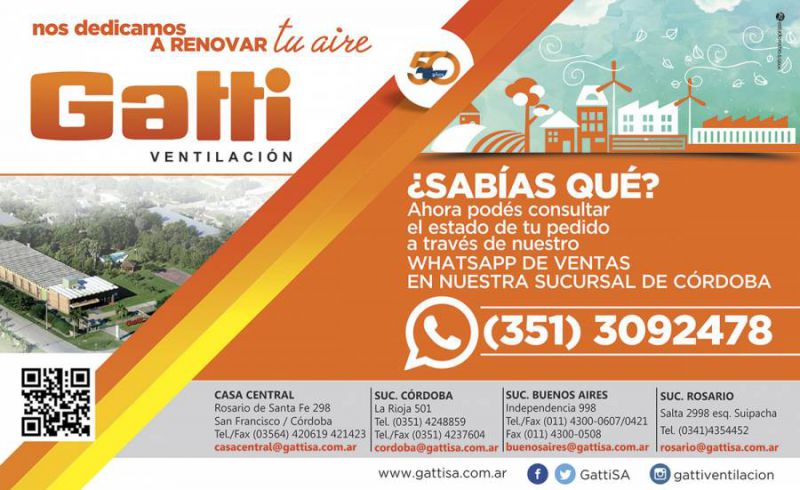 nos dedicamos
A RENOVAR tu aire
50
años
Gatti
VENTILACIÓN
Gatti
¿SABÍAS QUÉ?
Ahora podés consultar
el estado de tu pedido
a través de nuestro
WHATSAPP DE VENTAS
EN NUESTRA SUCURSAL DE CÓRDOBA
(351) 3092478
CASA CENTRAL
Rosario de Santa Fe 298
San Francisco / Córdoba
Tel./Fax (03564) 420619 421423
casacentral@gattisa.com.ar
SUC. CÓRDOBA
La Rioja 501
Tel. (0351) 4248859
Tel./Fax (0351) 4237604
cordoba@gattisa.com.ar
SUC. BUENOS AIRES
Independencia 998
Tel./Fax (011) 4300-0607/0421
Fax (011) 4300-0508
buenosaires@gattisa.com.ar
SUC. ROSARIO
Salta 2998 esq. Suipacha
Tel. (0341)4354452
rosario@gattisa.com.ar
www.gattisa.com.ar
GattiSA
gattiventilacion